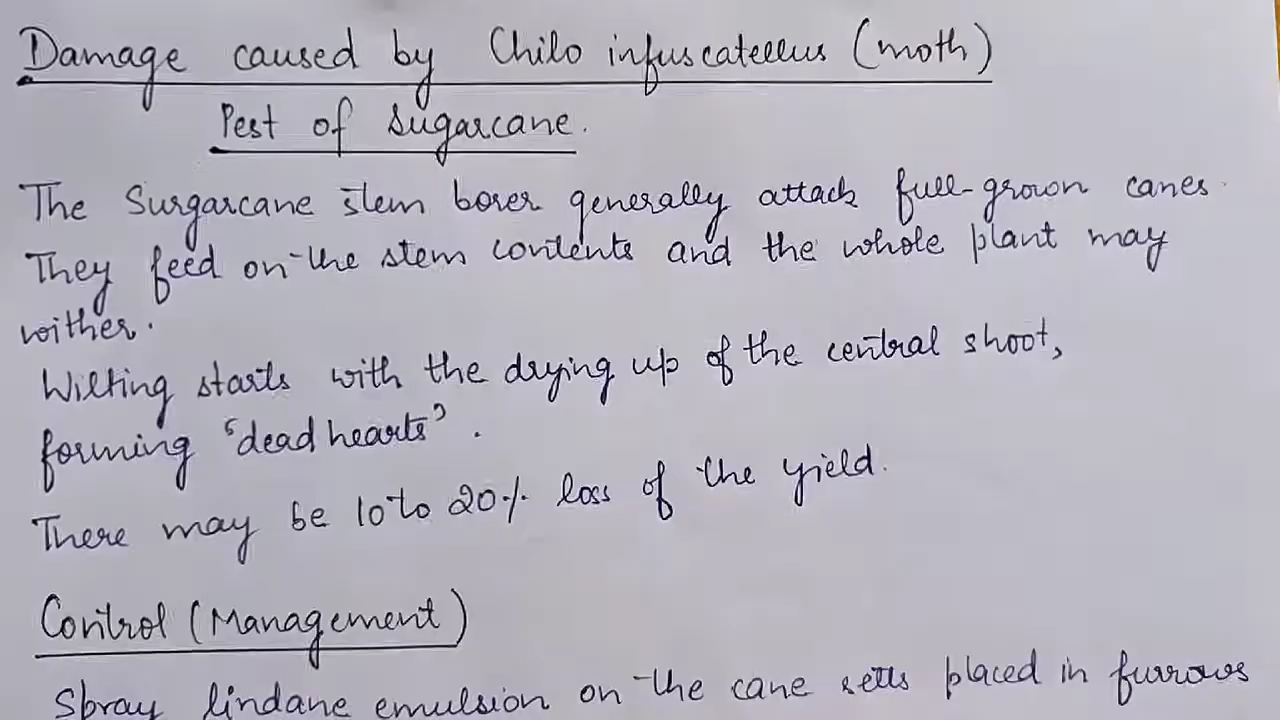 Damage caused by Chilo infuscatellus (moth)
Pest of sugarcane.
The Surgarcane stem borer generally attack full-grown canes.
They feed on the stem contents and the whole plant may
wither.
Wilting starts with the drying up of the central shoot,
forming 'dead hearts'.
There may be 10 to 20% loss of the yield.
Control (Management)
Spray lindane emulsion on the cane setts placed in furrows